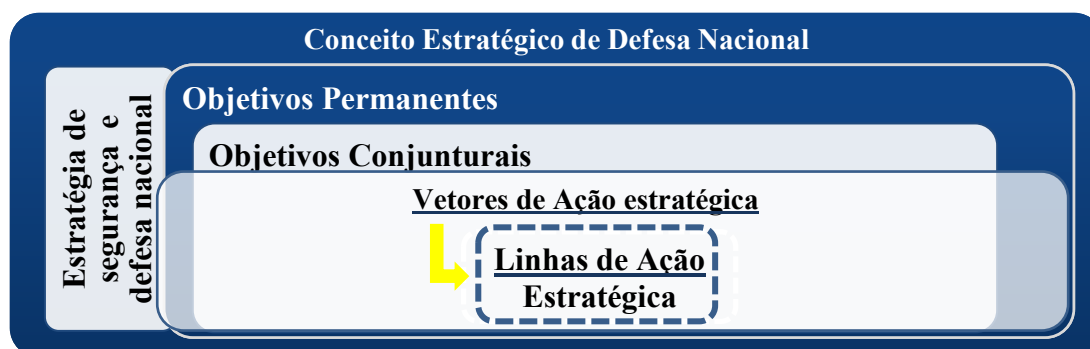 Conceito Estratégico de Defesa Nacional
Estratégia de
segurança e
defesa nacional
Objetivos Permanentes
Objetivos Conjunturais
Vetores de Ação estratégica
Linhas de Ação
Estratégica